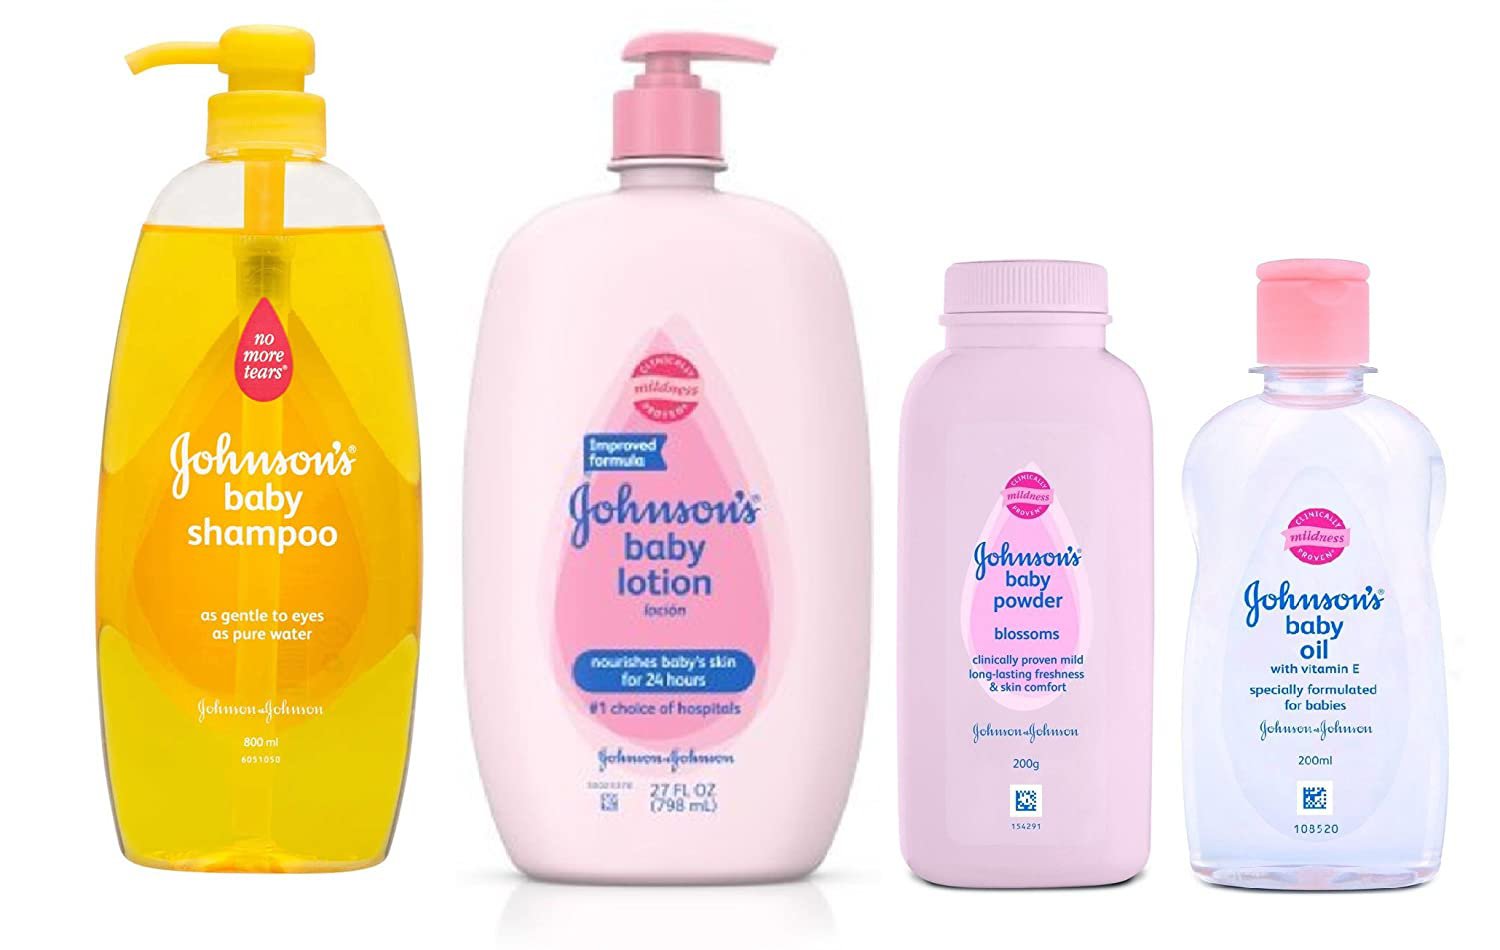 no
more
tears®
Johnson's®
baby
shampoo
as gentle to eyes
as pure water
Johnson & Johnson
800 ml
6051050
CLINICALLY
mildness
PROVEN®
Improved
formula
Johnson's®
baby
lotion
loción
nourishes baby's skin
for 24 hours
#1 choice of hospitals
Johnson & Johnson
27 FL OZ
(798 mL)
CLINICALLY
mildness
PROVEN®
Johnson's®
baby
powder
blossoms
clinically proven mild
long-lasting freshness
& skin comfort
Johnson & Johnson
200g
154291
CLINICALLY
mildness
PROVEN®
Johnson's®
baby
oil
with vitamin E
specially formulated
for babies
Johnson & Johnson
200ml
108520